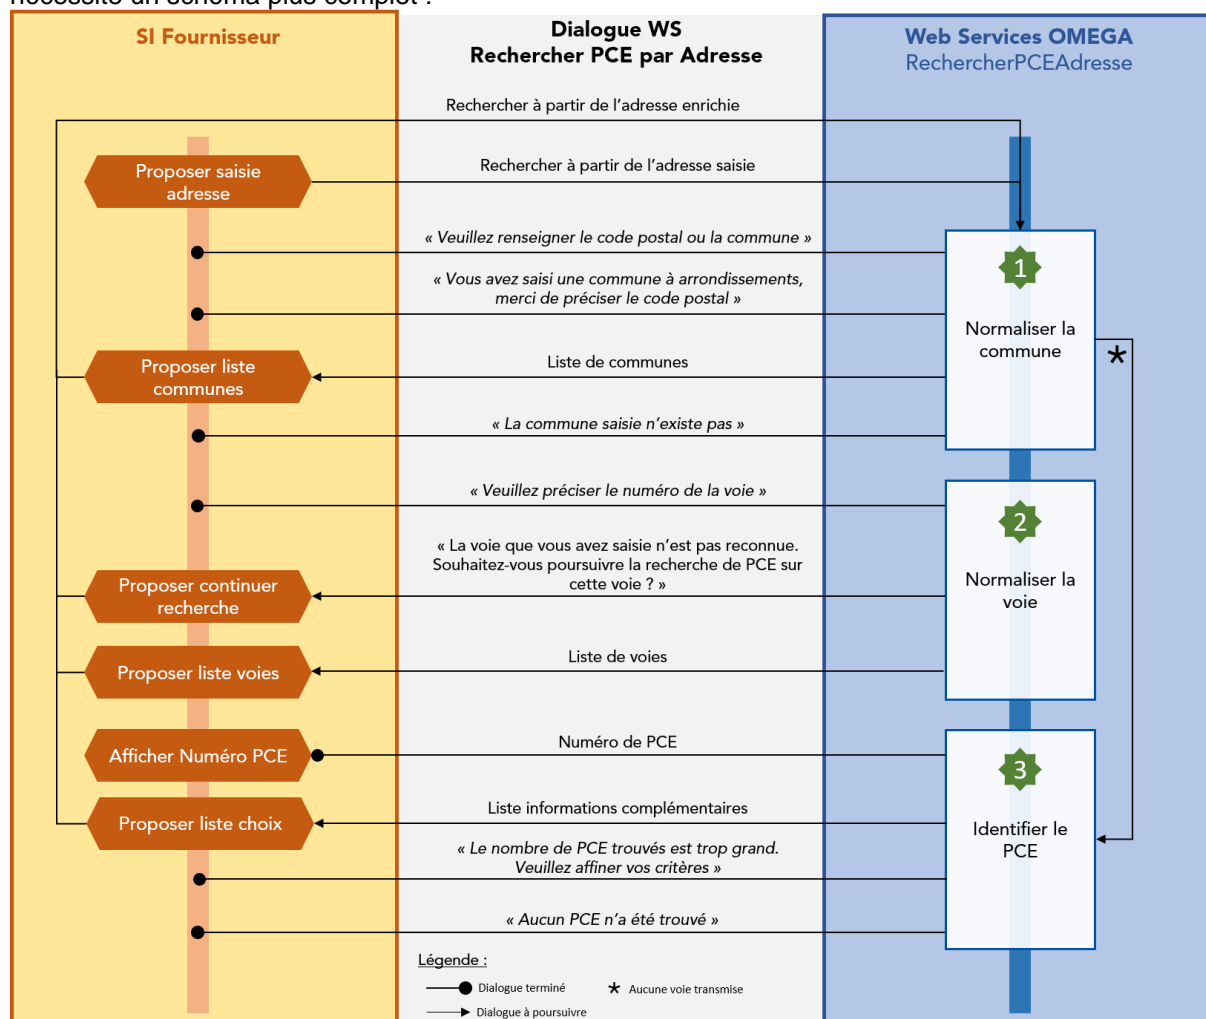 nécessite un schéma plus complet :
SI Fournisseur
Dialogue WS
Rechercher PCE par Adresse
Web Services OMEGA
RechercherPCEAdresse
Rechercher à partir de l'adresse enrichie
Proposer saisie
adresse
Rechercher à partir de l'adresse saisie
« Veuillez renseigner le code postal ou la commune »
1
« Vous avez saisi une commune à arrondissements,
merci de préciser le code postal »
Normaliser la
commune
*
Proposer liste
communes
Liste de communes
« La commune saisie n'existe pas »
« Veuillez préciser le numéro de la voie »
2
« La voie que vous avez saisie n'est pas reconnue.
Souhaitez-vous poursuivre la recherche de PCE sur
cette voie ? »
Normaliser la
voie
Proposer continuer
recherche
Liste de voies
Proposer liste voies
Numéro de PCE
Afficher Numéro PCE
3
Liste informations complémentaires
Proposer liste choix
Identifier le
PCE
« Le nombre de PCE trouvés est trop grand.
Veuillez affiner vos critères »
« Aucun PCE n'a été trouvé »
Légende :
Dialogue terminé
* Aucune voie transmise
Dialogue à poursuivre